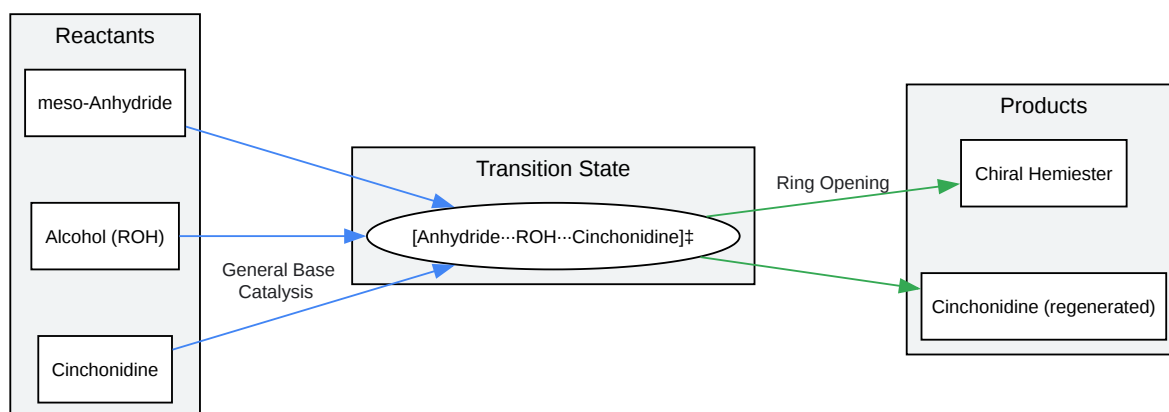 Reactants
meso-Anhydride
Alcohol (ROH)
Cinchonidine
General Base
Catalysis
Transition State
[Anhydride···ROH···Cinchonidine]‡
Ring Opening
Products
Chiral Hemiester
Cinchonidine (regenerated)